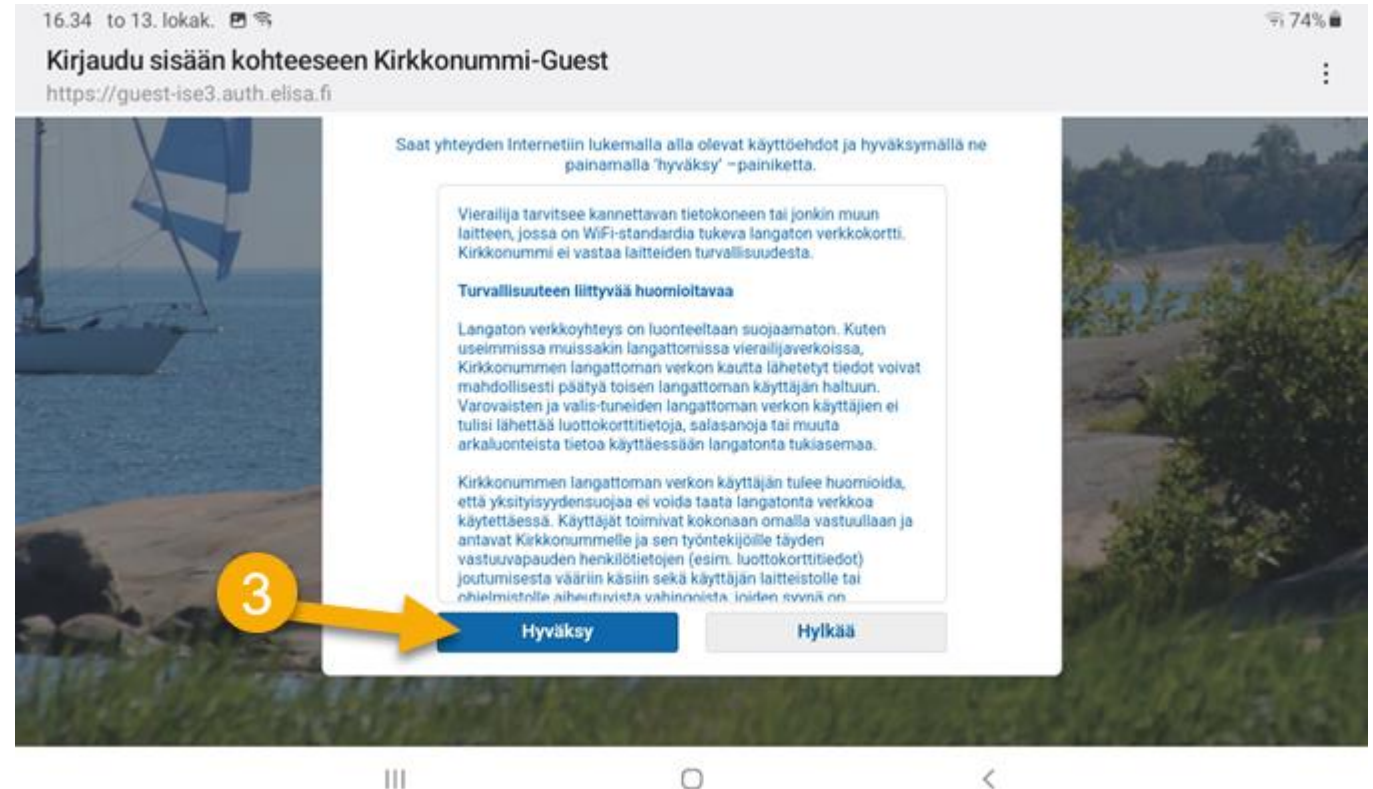 16.34 to 13. lokak.
74%
Kirjaudu sisään kohteeseen Kirkkonummi-Guest
https://guest-ise3.auth.elisa.fi
Saat yhteyden Internetiin lukemalla alla olevat käyttöehdot ja hyväksymällä ne
painamalla 'hyväksy' –painiketta.
Vierailija tarvitsee kannettavan tietokoneen tai jonkin muun
laitteen, jossa on WiFi-standardia tukeva langaton verkkokortti.
Kirkkonummi ei vastaa laitteiden turvallisuudesta.
Turvallisuuteen liittyvää huomioitavaa
Langaton verkkoyhteys on luonteeltaan suojaamaton. Kuten
useimmissa muissakin langattomissa vierailijaverkoissa,
Kirkkonummen langattoman verkon kautta lähetetyt tiedot voivat
mahdollisesti päätyä toisen langattoman käyttäjän haltuun.
Varovaisten ja valis-tuneiden langattoman verkon käyttäjien ei
tulisi lähettää luottokorttitietoja, salasanoja tai muuta
arkaluonteista tietoa käyttäessään langatonta tukiasemaa.
Kirkkonummen langattoman verkon käyttäjän tulee huomioida,
että yksityisyydensuojaa ei voida taata langatonta verkkoa
käytettäessä. Käyttäjät toimivat kokonaan omalla vastuullaan ja
antavat Kirkkonummelle ja sen työntekijöille täyden
vastuuvapauden henkilötietojen (esim. luottokorttitiedot)
joutumisesta vääriin käsiin sekä käyttäjän laitteistolle tai
ohjelmistolle aiheutuvista vahingoista, joiden syynä on
3
Hyväksy
Hylkää